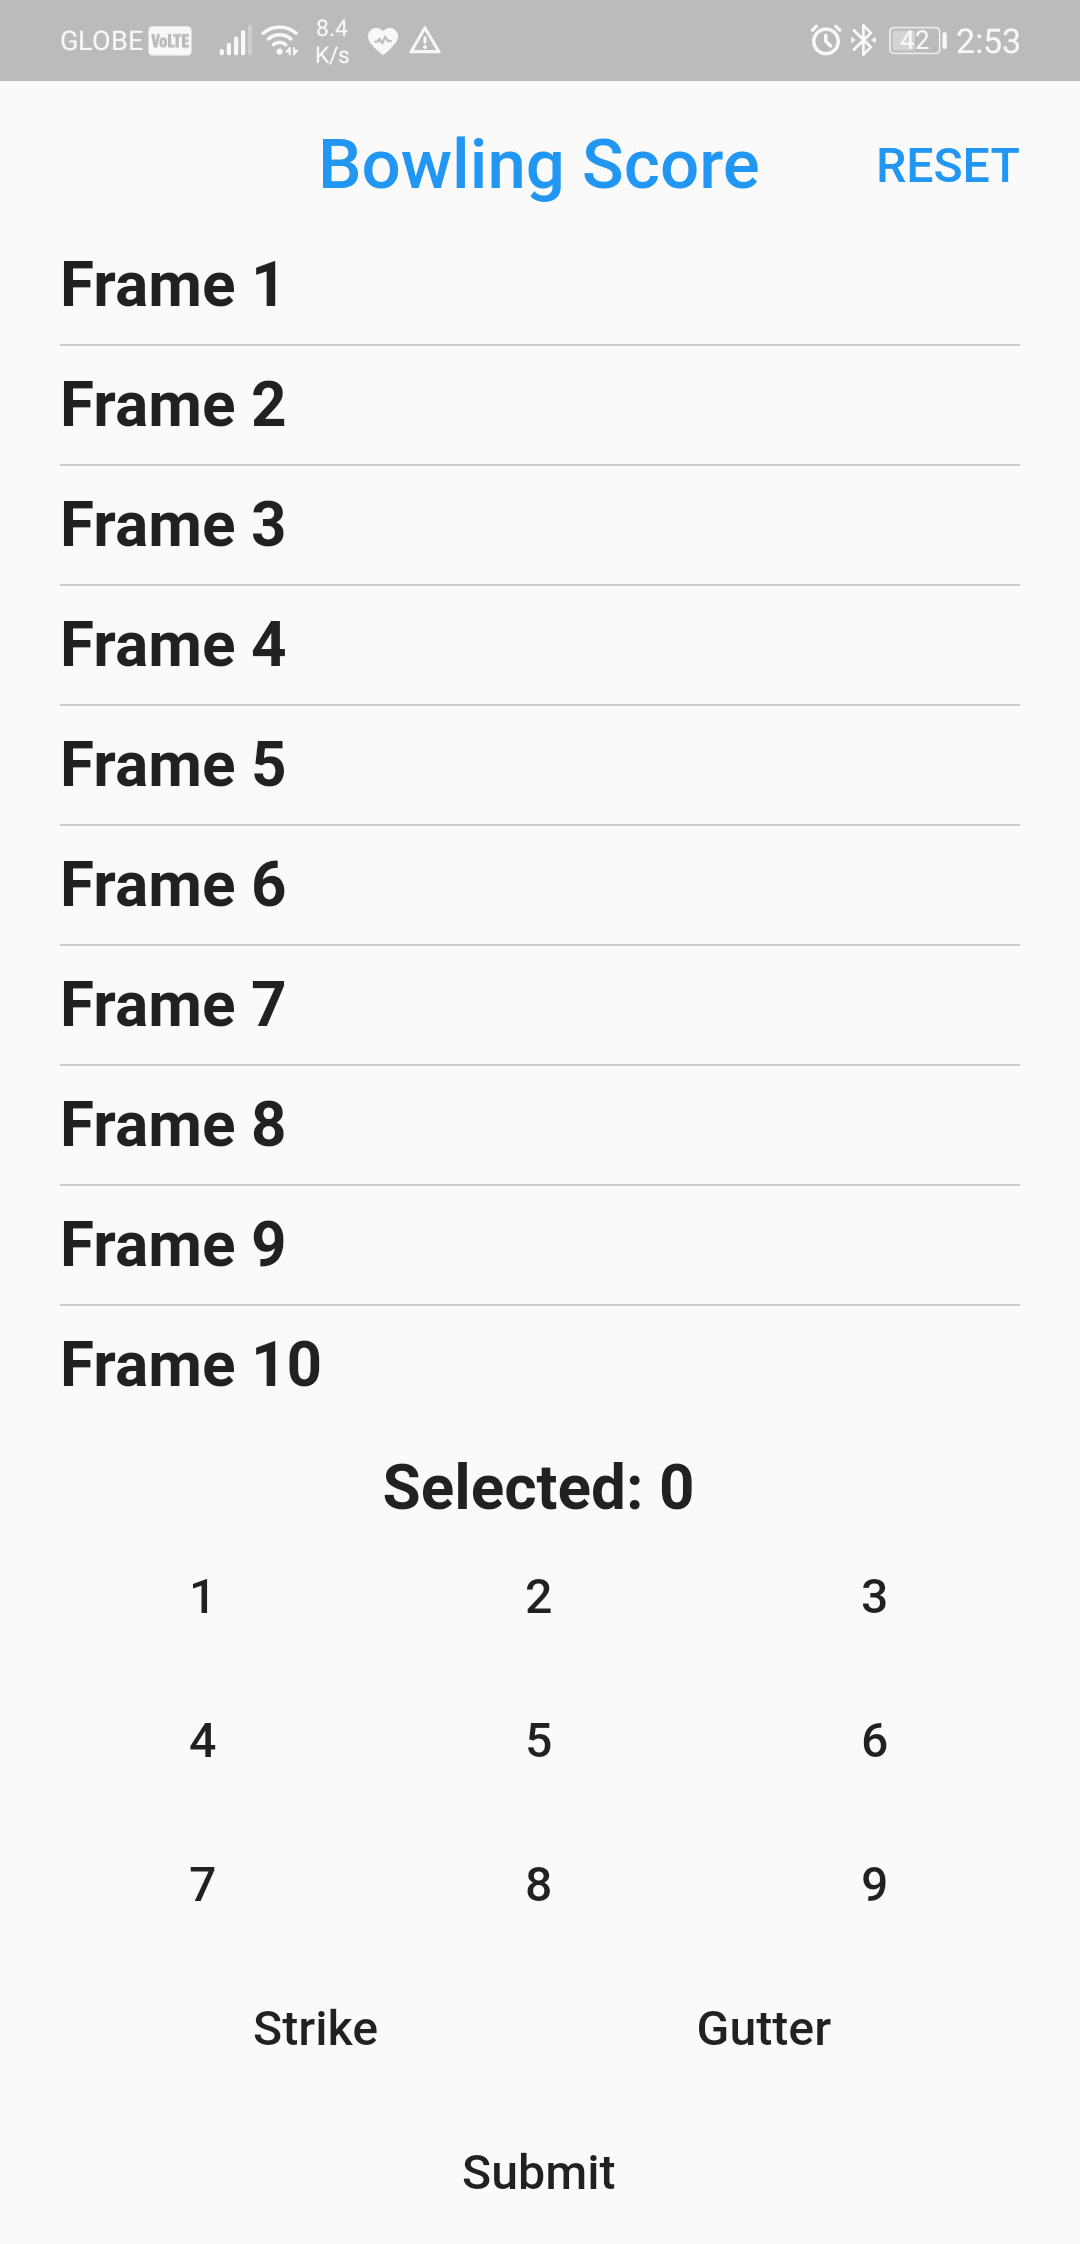 GLOBE VoLTE 8.4 K/s 42 2:53
Bowling Score RESET
Frame 1
Frame 2
Frame 3
Frame 4
Frame 5
Frame 6
Frame 7
Frame 8
Frame 9
Frame 10
Selected: 0
1 2 3
4 5 6
7 8 9
Strike Gutter
Submit